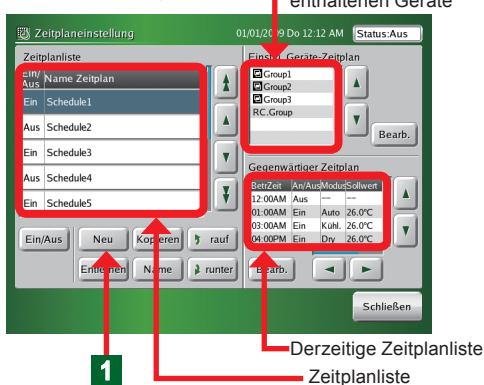 enthaltenen Geräte
Zeitplaneinstellung
01/01/2009 Do 12:12 AM
Status:Aus
Zeitplanliste
Ein/Aus Name Zeitplan
Ein Schedule1
Aus Schedule2
Ein Schedule3
Aus Schedule4
Ein Schedule5
Ein/Aus Neu Kopieren rauf
Entfernen Name runter
Einstell. Geräte-Zeitplan
Group1
Group2
Group3
RC.Group
Bearb.
Gegenwärtiger Zeitplan
BetrZeit An/Aus Modus Sollwert
12:00AM Aus -- --
01:00AM Ein Auto 26.0℃
03:00AM Ein Kühl. 26.0℃
04:00PM Ein Dry 26.0℃
Bearb.
Schließen
Derzeitige Zeitplanliste
1
Zeitplanliste